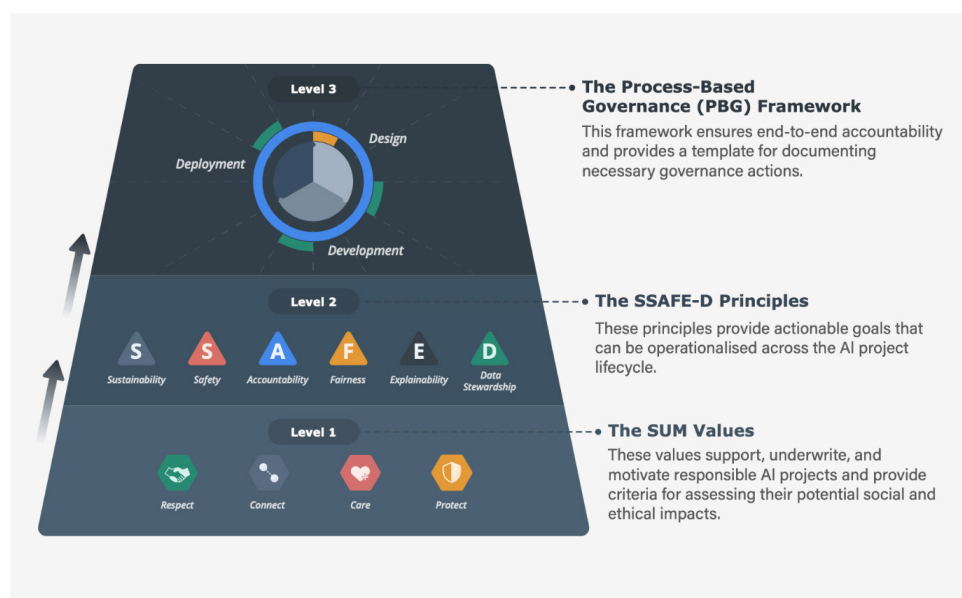 Level 3
Design
Deployment
Development
The Process-Based
Governance (PBG) Framework
This framework ensures end-to-end accountability
and provides a template for documenting
necessary governance actions.
Level 2
S
S
A
F
E
D
Sustainability
Safety
Accountability
Fairness
Explainability
Data
Stewardship
The SSAFE-D Principles
These principles provide actionable goals that
can be operationalised across the AI project
lifecycle.
Level 1
Respect
Connect
Care
Protect
The SUM Values
These values support, underwrite, and
motivate responsible AI projects and provide
criteria for assessing their potential social and
ethical impacts.